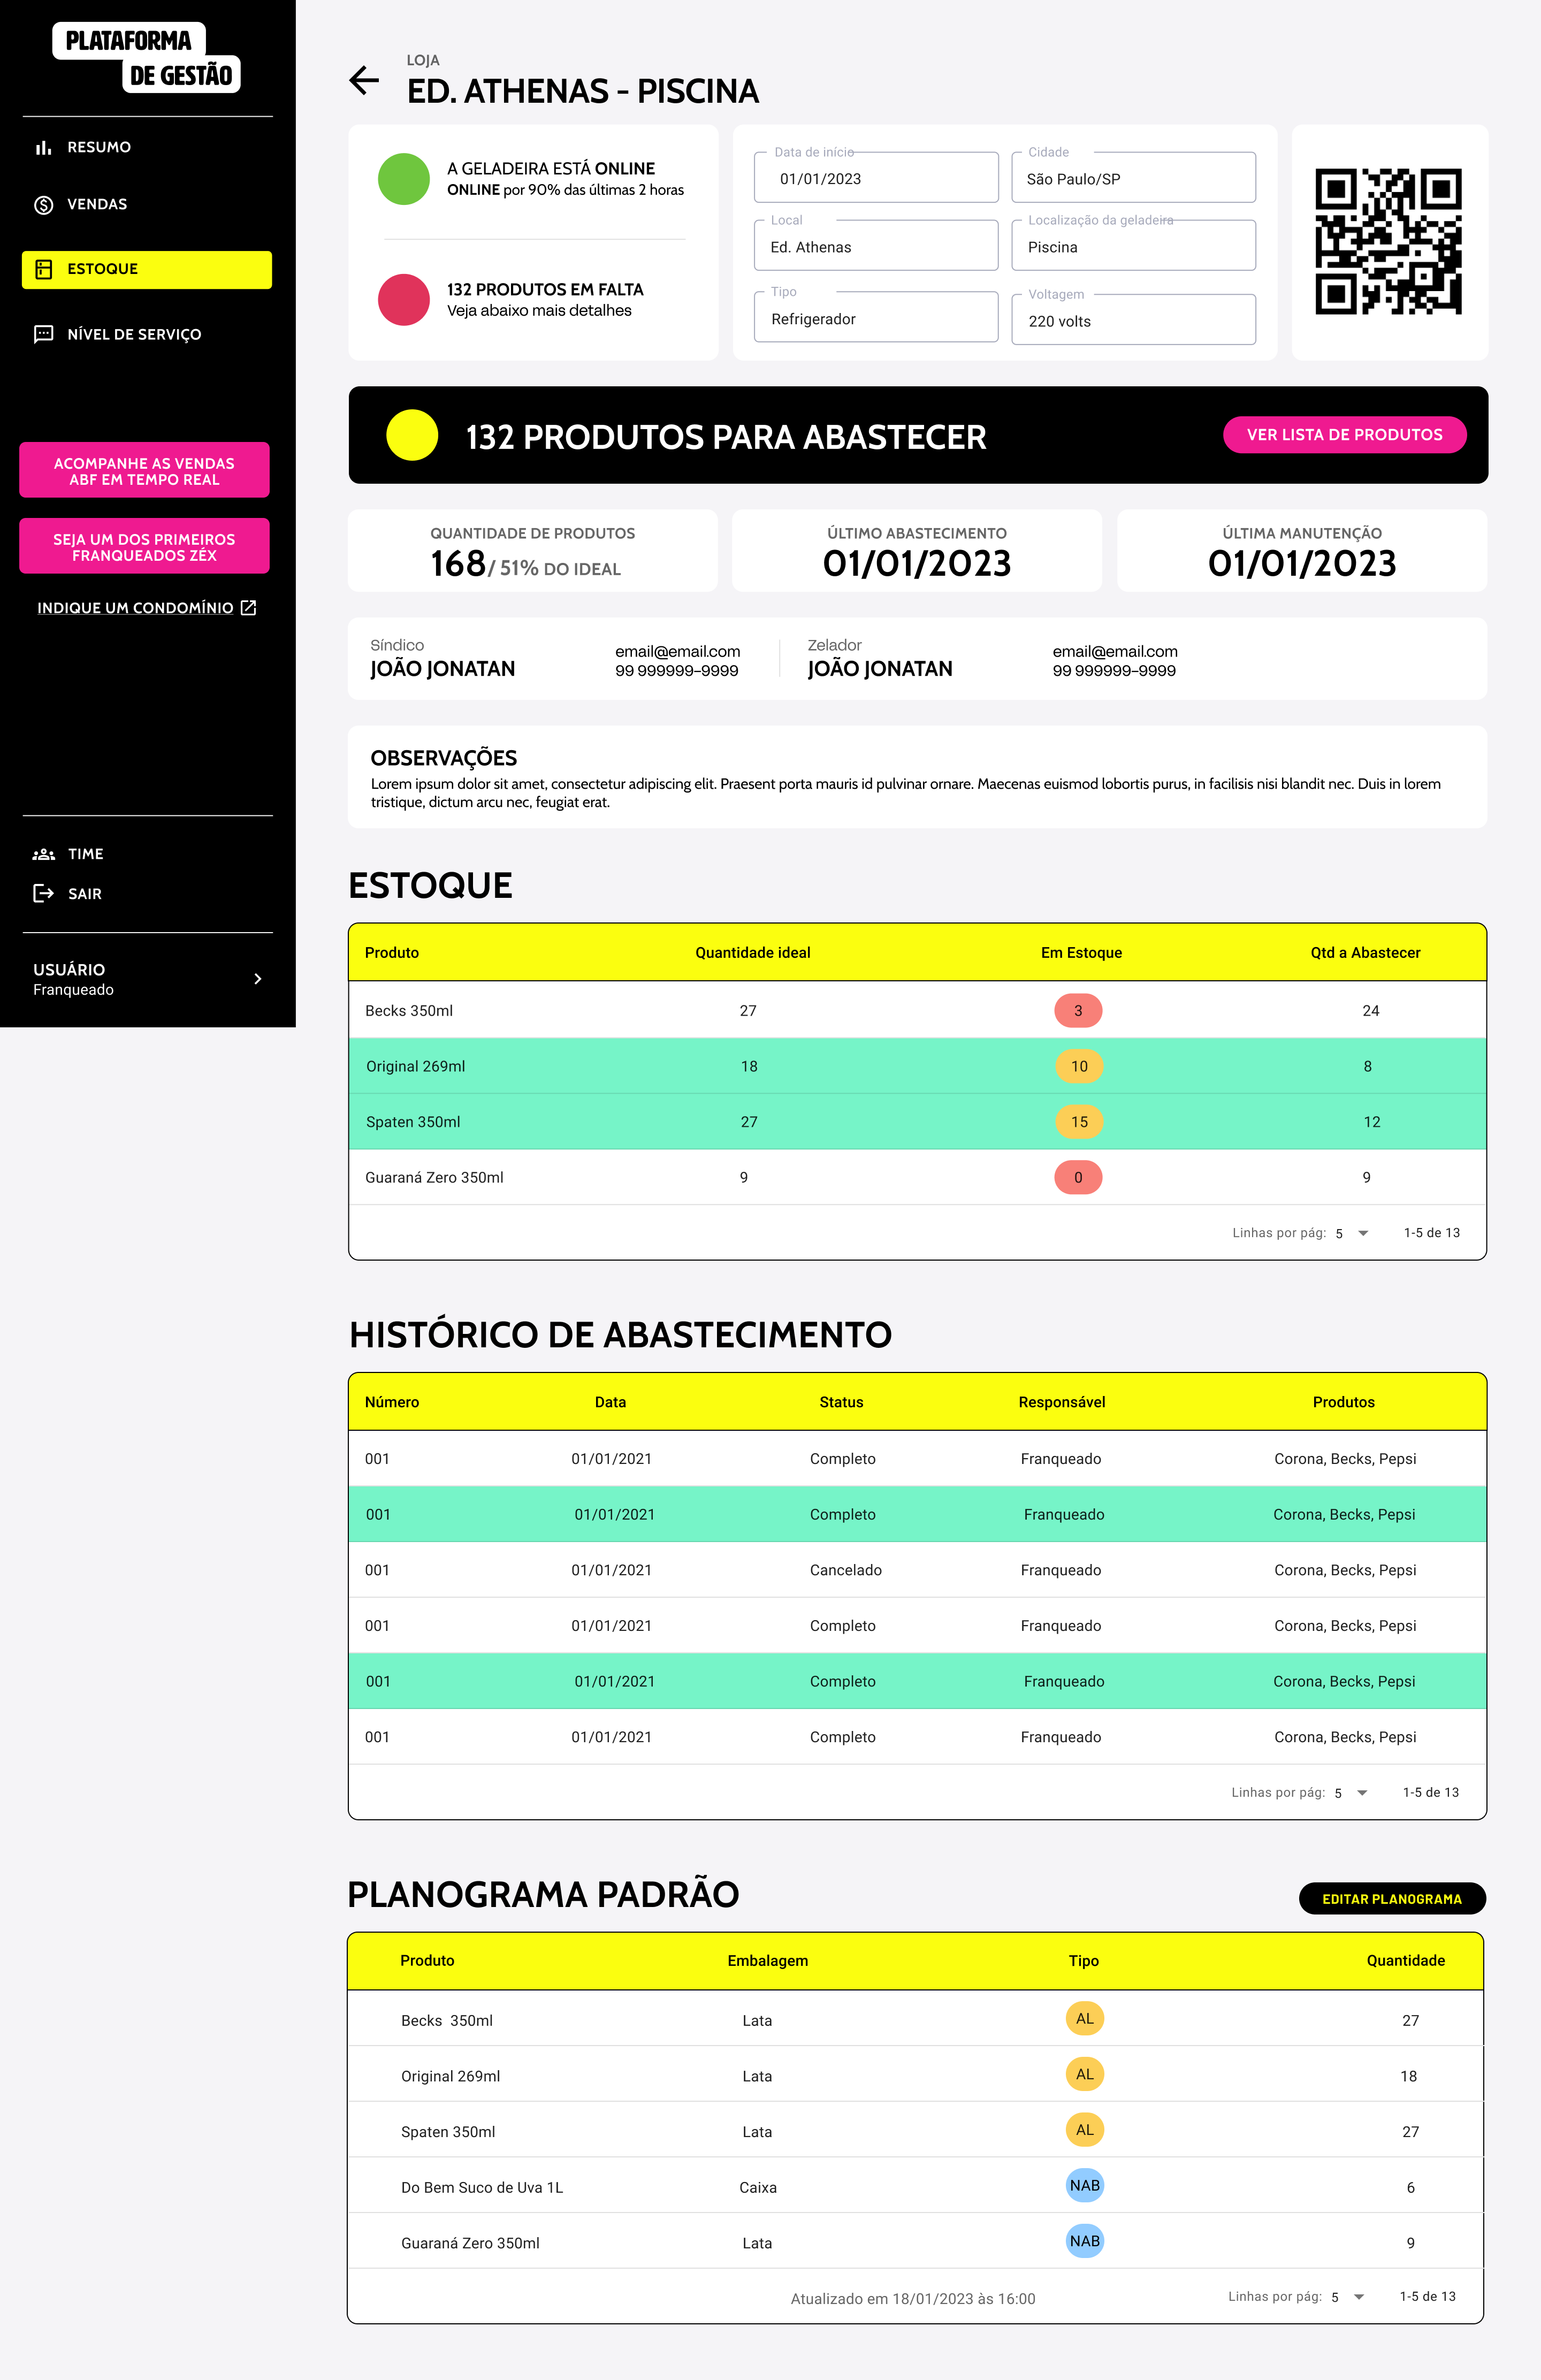 PLATAFORMA
DE GESTÃO
RESUMO
VENDAS
ESTOQUE
NÍVEL DE SERVIÇO
ACOMPANHE AS VENDAS
ABF EM TEMPO REAL
SEJA UM DOS PRIMEIROS
FRANQUEADOS ZÉX
INDIQUE UM CONDOMÍNIO
TIME
SAIR
USUÁRIO
Franqueado
LOJA
ED. ATHENAS - PISCINA
A GELADEIRA ESTÁ ONLINE
ONLINE por 90% das últimas 2 horas
132 PRODUTOS EM FALTA
Veja abaixo mais detalhes
Data de início
01/01/2023
Cidade
São Paulo/SP
Local
Ed. Athenas
Localização da geladeira
Piscina
Tipo
Refrigerador
Voltagem
220 volts
132 PRODUTOS PARA ABASTECER
VER LISTA DE PRODUTOS
QUANTIDADE DE PRODUTOS
168/ 51% DO IDEAL
ÚLTIMO ABASTECIMENTO
01/01/2023
ÚLTIMA MANUTENÇÃO
01/01/2023
Síndico
JOÃO JONATAN
email@email.com
99 999999-9999
Zelador
JOÃO JONATAN
email@email.com
99 999999-9999
OBSERVAÇÕES
Lorem ipsum dolor sit amet, consectetur adipiscing elit. Praesent porta mauris id pulvinar ornare. Maecenas euismod lobortis purus, in facilisis nisi blandit nec. Duis in lorem
tristique, dictum arcu nec, feugiat erat.
ESTOQUE
Produto Quantidade ideal Em Estoque Qtd a Abastecer
Becks 350ml 27 3 24
Original 269ml 18 10 8
Spaten 350ml 27 15 12
Guaraná Zero 350ml 9 0 9
Linhas por pág: 5 1-5 de 13
HISTÓRICO DE ABASTECIMENTO
Número Data Status Responsável Produtos
001 01/01/2021 Completo Franqueado Corona, Becks, Pepsi
001 01/01/2021 Completo Franqueado Corona, Becks, Pepsi
001 01/01/2021 Cancelado Franqueado Corona, Becks, Pepsi
001 01/01/2021 Completo Franqueado Corona, Becks, Pepsi
001 01/01/2021 Completo Franqueado Corona, Becks, Pepsi
001 01/01/2021 Completo Franqueado Corona, Becks, Pepsi
Linhas por pág: 5 1-5 de 13
PLANOGRAMA PADRÃO
EDITAR PLANOGRAMA
Produto Embalagem Tipo Quantidade
Becks 350ml Lata AL 27
Original 269ml Lata AL 18
Spaten 350ml Lata AL 27
Do Bem Suco de Uva 1L Caixa NAB 6
Guaraná Zero 350ml Lata NAB 9
Atualizado em 18/01/2023 às 16:00 Linhas por pág: 5 1-5 de 13